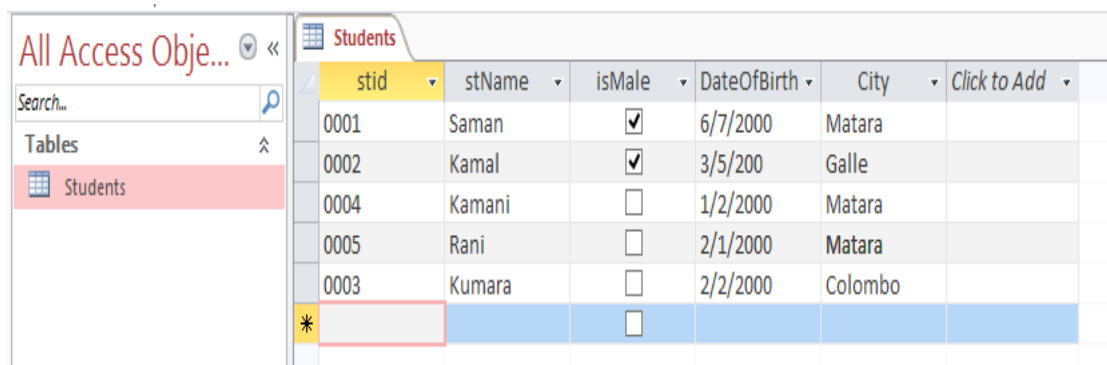 All Access Obje... «
Students
Search...
Tables
Students
stid stName isMale DateOfBirth City Click to Add
0001 Saman 6/7/2000 Matara
0002 Kamal 3/5/200 Galle
0004 Kamani 1/2/2000 Matara
0005 Rani 2/1/2000 Matara
0003 Kumara 2/2/2000 Colombo